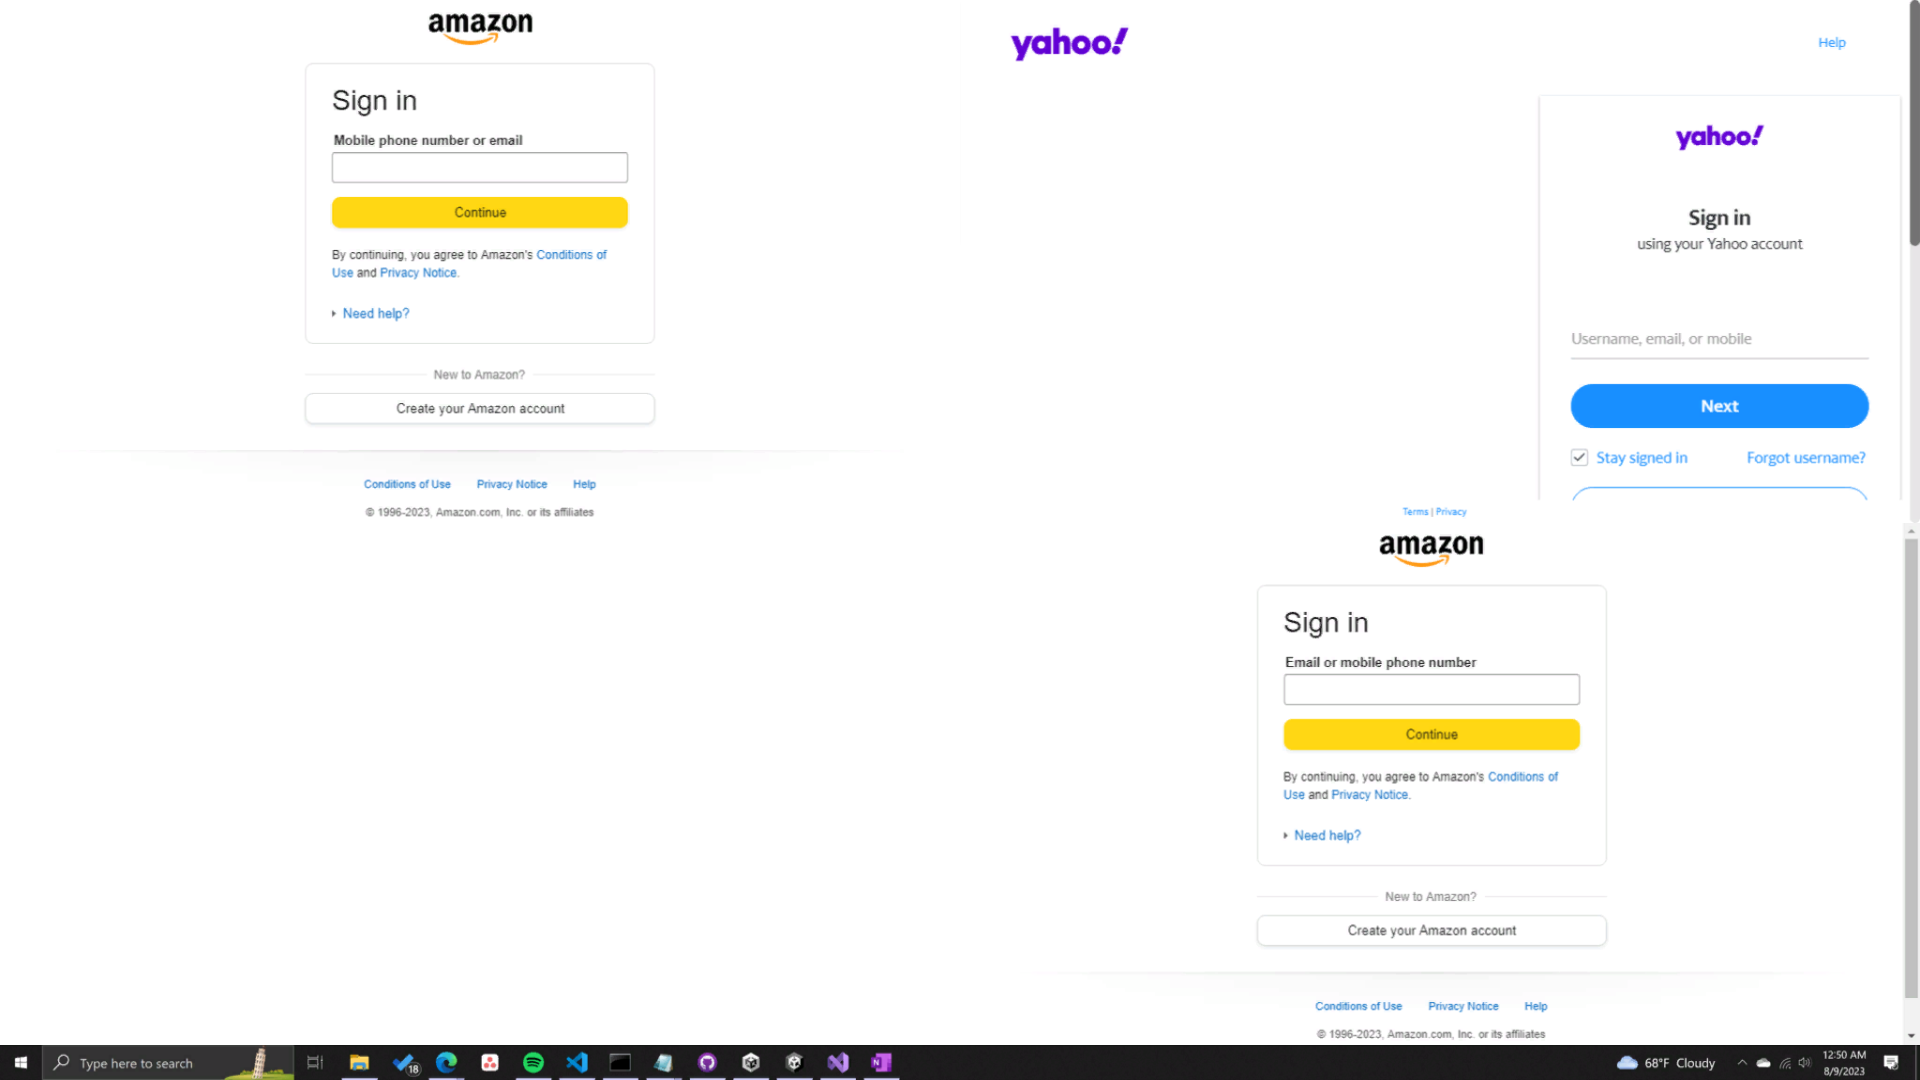 amazon
Sign in
Mobile phone number or email
Continue
By continuing, you agree to Amazon's Conditions of
Use and Privacy Notice.
Need help?
New to Amazon?
Create your Amazon account
Conditions of Use Privacy Notice Help
© 1996-2023, Amazon.com, Inc. or its affiliates
yahoo!
Help
yahoo!
Sign in
using your Yahoo account
Username, email, or mobile
Next
Stay signed in Forgot username?
Terms | Privacy
amazon
Sign in
Email or mobile phone number
Continue
By continuing, you agree to Amazon's Conditions of
Use and Privacy Notice.
Need help?
New to Amazon?
Create your Amazon account
Conditions of Use Privacy Notice Help
© 1996-2023, Amazon.com, Inc. or its affiliates
Type here to search
18
N
68°F Cloudy
12:50 AM
8/9/2023